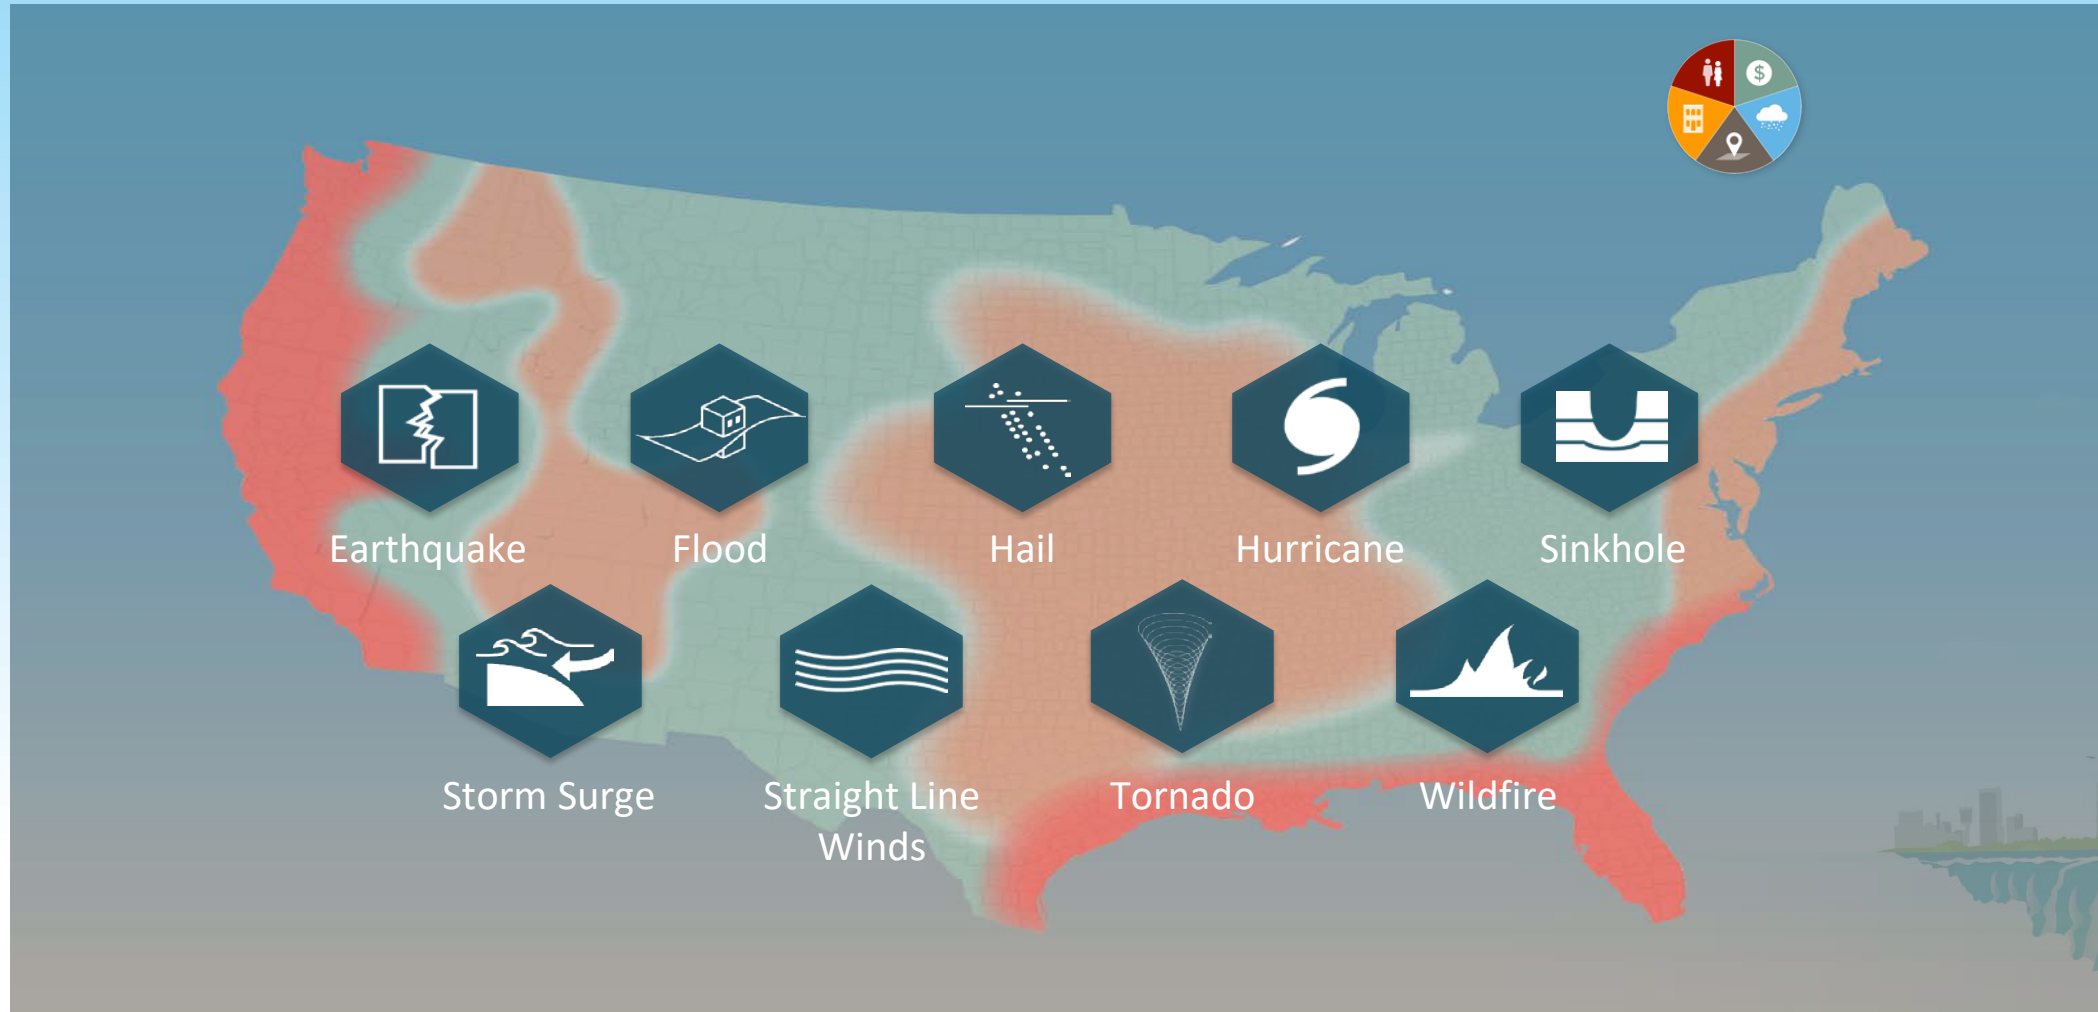 $
Earthquake
Flood
Hail
Hurricane
Sinkhole
Storm Surge
Straight Line
Winds
Tornado
Wildfire